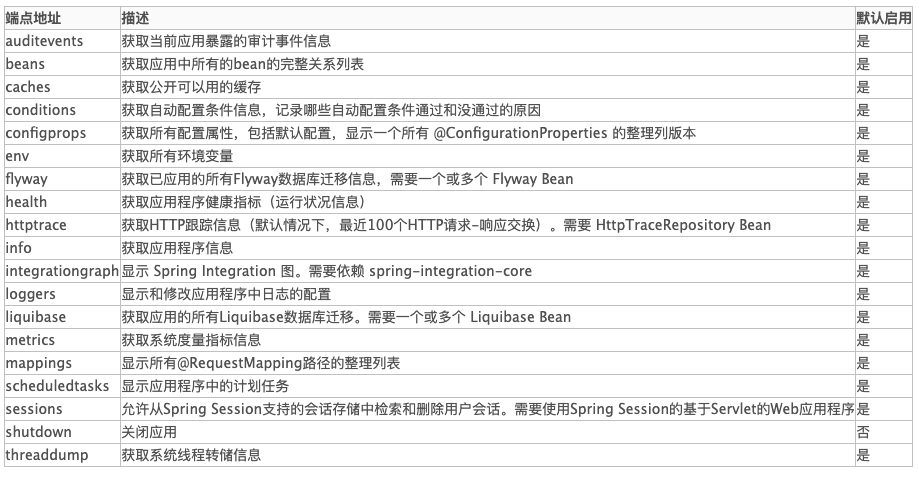 端点地址 描述 默认启用
auditevents 获取当前应用暴露的审计事件信息 是
beans 获取应用中所有的bean的完整关系列表 是
caches 获取公开可以用的缓存 是
conditions 获取自动配置条件信息，记录哪些自动配置条件通过和没通过的原因 是
configprops 获取所有配置属性，包括默认配置，显示一个所有 @ConfigurationProperties 的整理列版本 是
env 获取所有环境变量 是
flyway 获取已应用的所有Flyway数据库迁移信息，需要一个或多个 Flyway Bean 是
health 获取应用程序健康指标（运行状况信息） 是
httptrace 获取HTTP跟踪信息（默认情况下，最近100个HTTP请求-响应交换）。需要 HttpTraceRepository Bean 是
info 获取应用程序信息 是
integrationgraph 显示 Spring Integration 图。需要依赖 spring-integration-core 是
loggers 显示和修改应用程序中日志的配置 是
liquibase 获取应用的所有Liquibase数据库迁移。需要一个或多个 Liquibase Bean 是
metrics 获取系统度量指标信息 是
mappings 显示所有@RequestMapping路径的整理列表 是
scheduledtasks 显示应用程序中的计划任务 是
sessions 允许从Spring Session支持的会话存储中检索和删除用户会话。需要使用Spring Session的基于Servlet的Web应用程序 是
shutdown 关闭应用 否
threaddump 获取系统线程转储信息 是